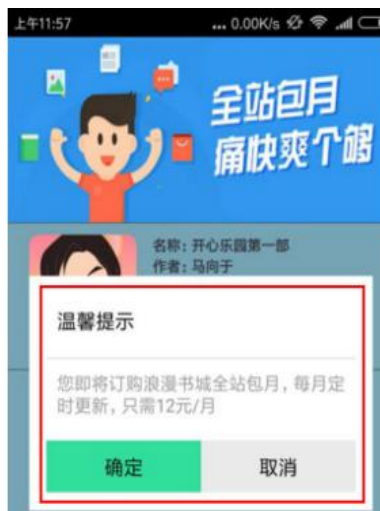 上午11:57
... 0.00K/s
全站包月
痛快爽个够
名称：开心乐园第一部
作者：马向于
温馨提示
您即将订购浪漫书城全站包月，每月定
时更新，只需12元/月
确定
取消